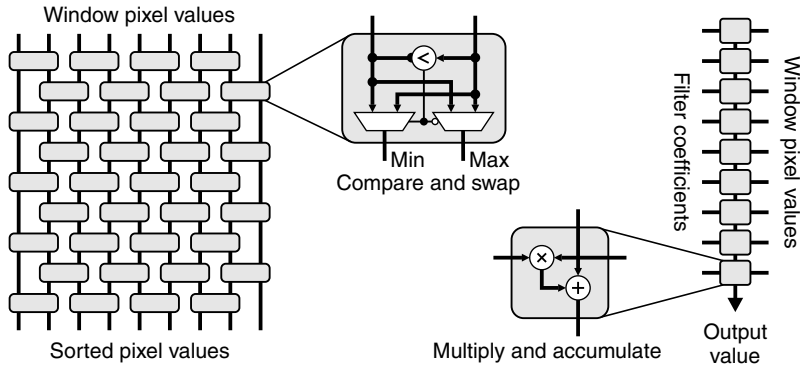 Window pixel values
<
Min
Max
Compare and swap
Sorted pixel values
Filter coefficients
Window pixel values
×
+
Multiply and accumulate
Output
value